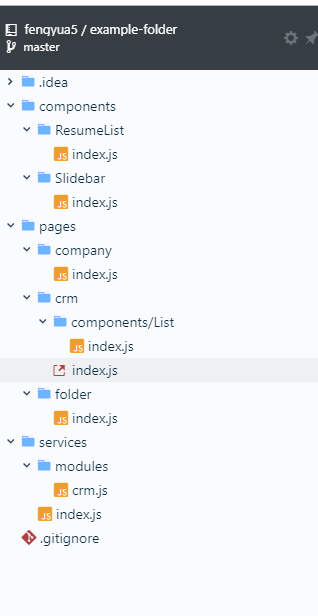 fenqyua5 / example-folder
master
.idea
components
ResumeList
JS index.js
Slidebar
JS index.js
pages
company
JS index.js
crm
components/List
JS index.js
index.js
folder
JS index.js
services
modules
JS crm.js
JS index.js
.gitignore